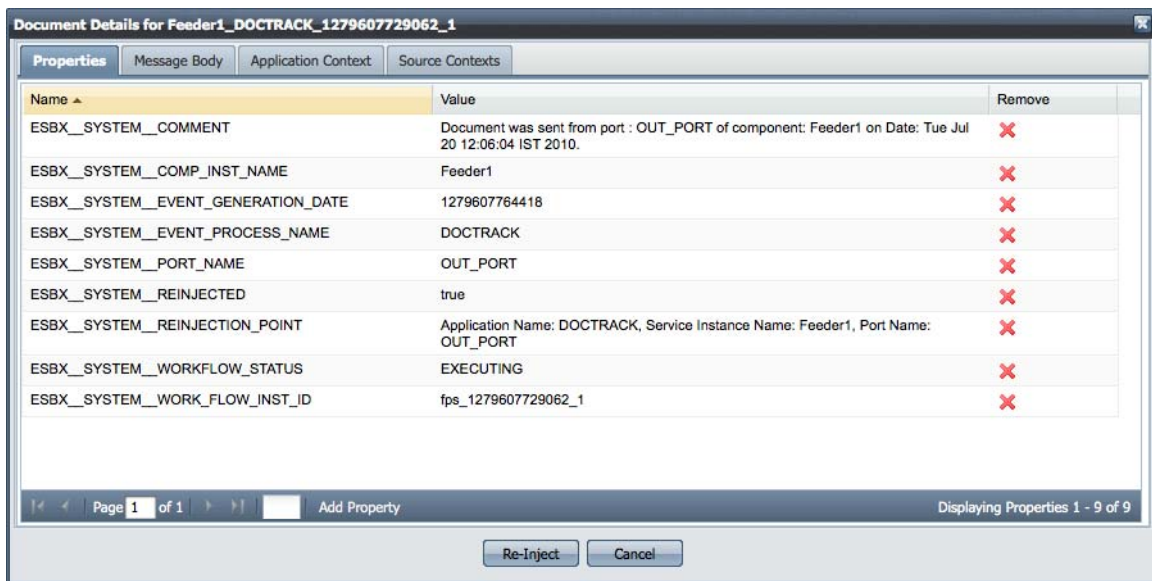 Document Details for Feeder1_DOCTRACK_1279607729062_1
Properties Message Body Application Context Source Contexts
Name Value Remove
ESBX__SYSTEM__COMMENT Document was sent from port : OUT_PORT of component: Feeder1 on Date: Tue Jul
20 12:06:04 IST 2010.
ESBX__SYSTEM__COMP_INST_NAME Feeder1
ESBX__SYSTEM__EVENT_GENERATION_DATE 1279607764418
ESBX__SYSTEM__EVENT_PROCESS_NAME DOCTRACK
ESBX__SYSTEM__PORT_NAME OUT_PORT
ESBX__SYSTEM__REINJECTED true
ESBX__SYSTEM__REINJECTION_POINT Application Name: DOCTRACK, Service Instance Name: Feeder1, Port Name:
OUT_PORT
ESBX__SYSTEM__WORKFLOW_STATUS EXECUTING
ESBX__SYSTEM__WORK_FLOW_INST_ID fps_1279607729062_1
Page 1 of 1 Add Property Displaying Properties 1 - 9 of 9
Re-Inject Cancel